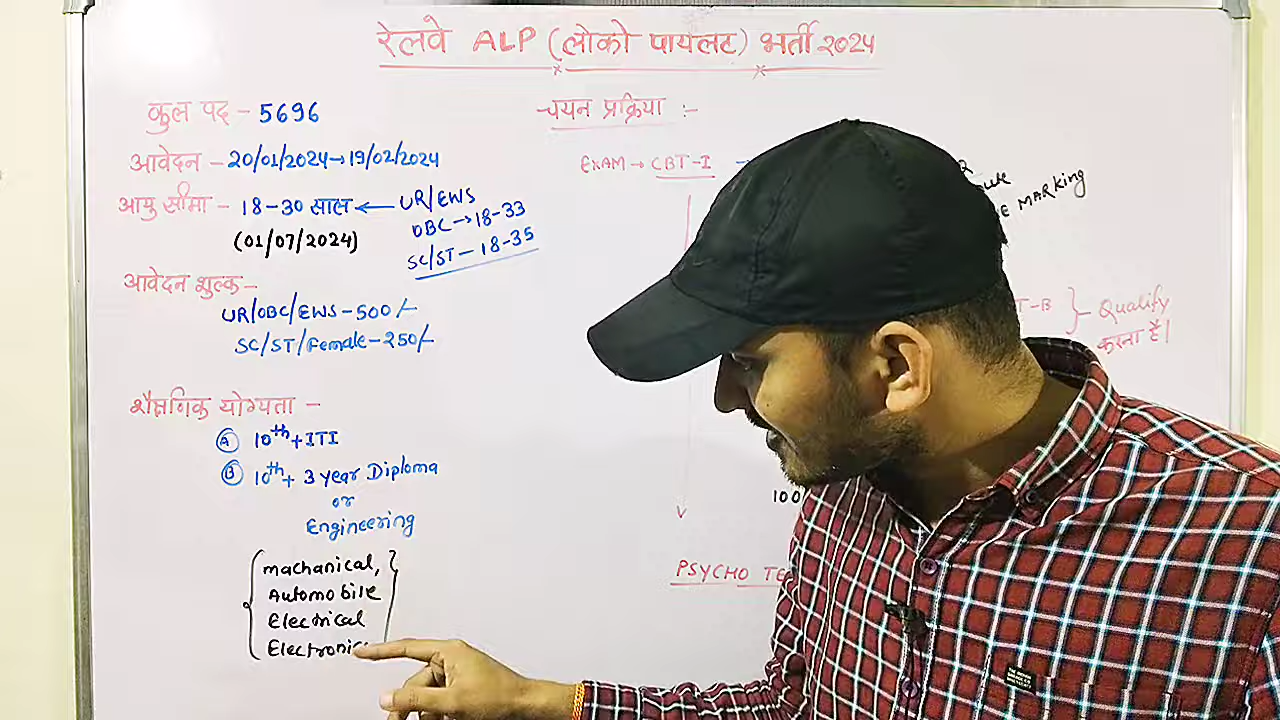 रेलवे ALP (लोको पायलट) भर्ती 2024
कुल पद - 5696
आवेदन - 20/01/2024→19/02/2024
आयु सीमा - 18-30 साल ← UR/EWS
OBC→18-33
SC/ST-18-35
(01/07/2024)
आवेदन शुल्क-
UR/OBC/EWS-500/-
SC/ST/Female-250/-
शैक्षणिक योग्यता -
(A) 10th+ITI
(B) 10th+ 3 year Diploma
or
Engineering
machanical,
Automobile
Electrical
Electronic
चयन प्रक्रिया :-
EXAM→CBT-I →
MARKING
T-B } Qualify
करता है।
100
PSYCHO TE